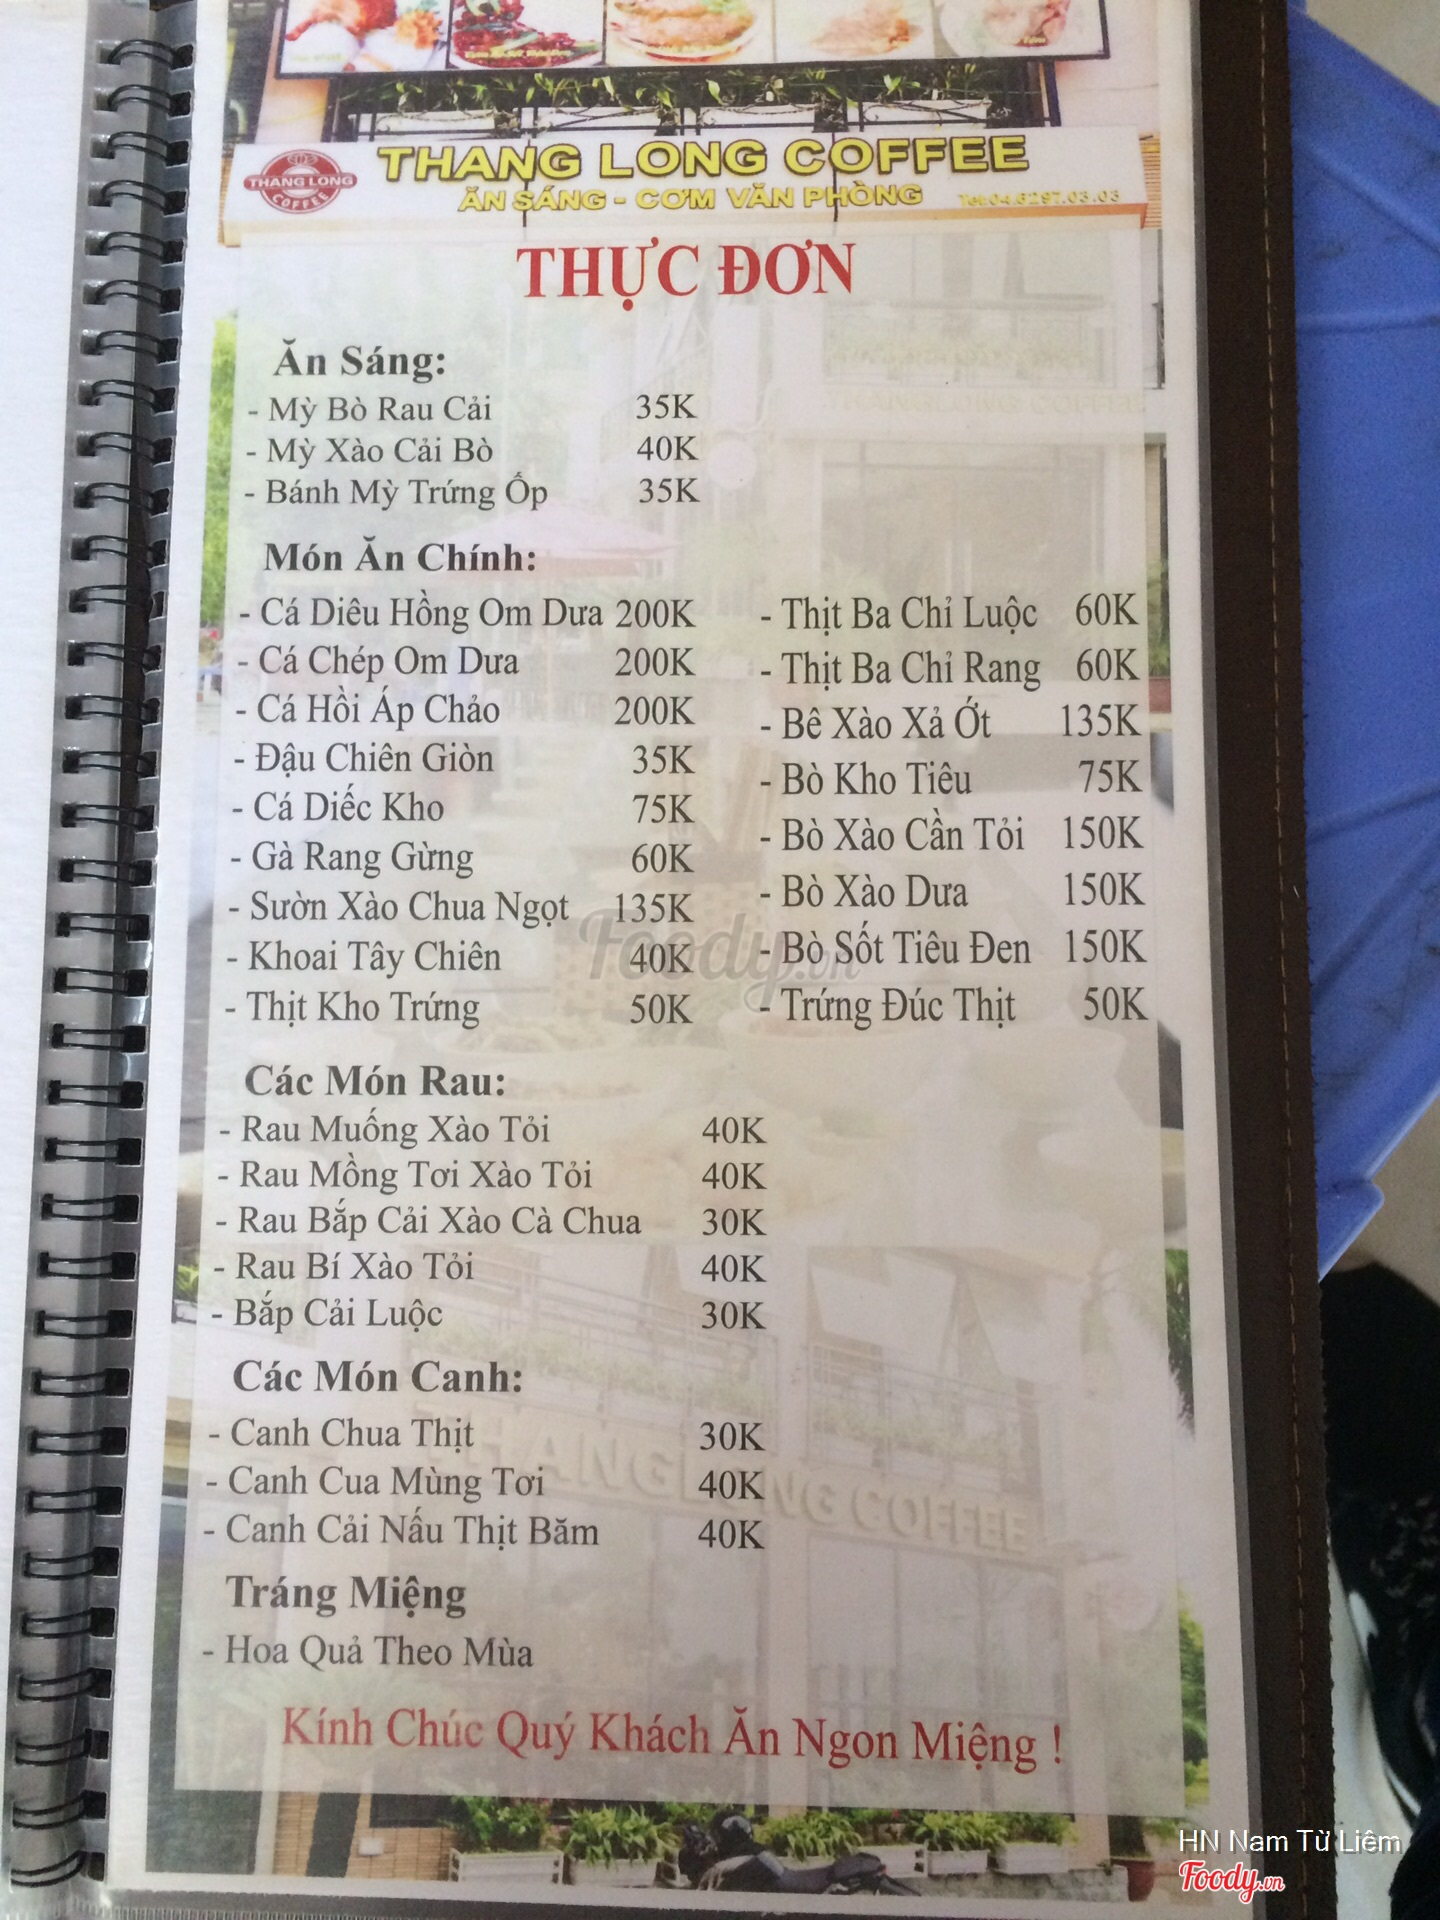 THANG LONG COFFEE
THANG LONG
COFFEE
ĂN SÁNG - CƠM VĂN PHÒNG
Tel:04.6297.03.03
THỰC ĐƠN
Ăn Sáng:
- Mỳ Bò Rau Cải 35K
- Mỳ Xào Cải Bò 40K
- Bánh Mỳ Trứng Ốp 35K
Món Ăn Chính:
- Cá Diêu Hồng Om Dưa 200K
- Cá Chép Om Dưa 200K
- Cá Hồi Áp Chảo 200K
- Đậu Chiên Giòn 35K
- Cá Diếc Kho 75K
- Gà Rang Gừng 60K
- Sườn Xào Chua Ngọt 135K
- Khoai Tây Chiên 40K
- Thịt Kho Trứng 50K
- Thịt Ba Chỉ Luộc 60K
- Thịt Ba Chỉ Rang 60K
- Bê Xào Xả Ớt 135K
- Bò Kho Tiêu 75K
- Bò Xào Cần Tỏi 150K
- Bò Xào Dưa 150K
- Bò Sốt Tiêu Đen 150K
- Trứng Đúc Thịt 50K
Foody.vn
Các Món Rau:
- Rau Muống Xào Tỏi 40K
- Rau Mồng Tơi Xào Tỏi 40K
- Rau Bắp Cải Xào Cà Chua 30K
- Rau Bí Xào Tỏi 40K
- Bắp Cải Luộc 30K
Các Món Canh:
- Canh Chua Thịt 30K
- Canh Cua Mùng Tơi 40K
- Canh Cải Nấu Thịt Băm 40K
THANGLONG COFFEE
Tráng Miệng
- Hoa Quả Theo Mùa
Kính Chúc Quý Khách Ăn Ngon Miệng !
HN Nam Từ Liêm
Foody.vn